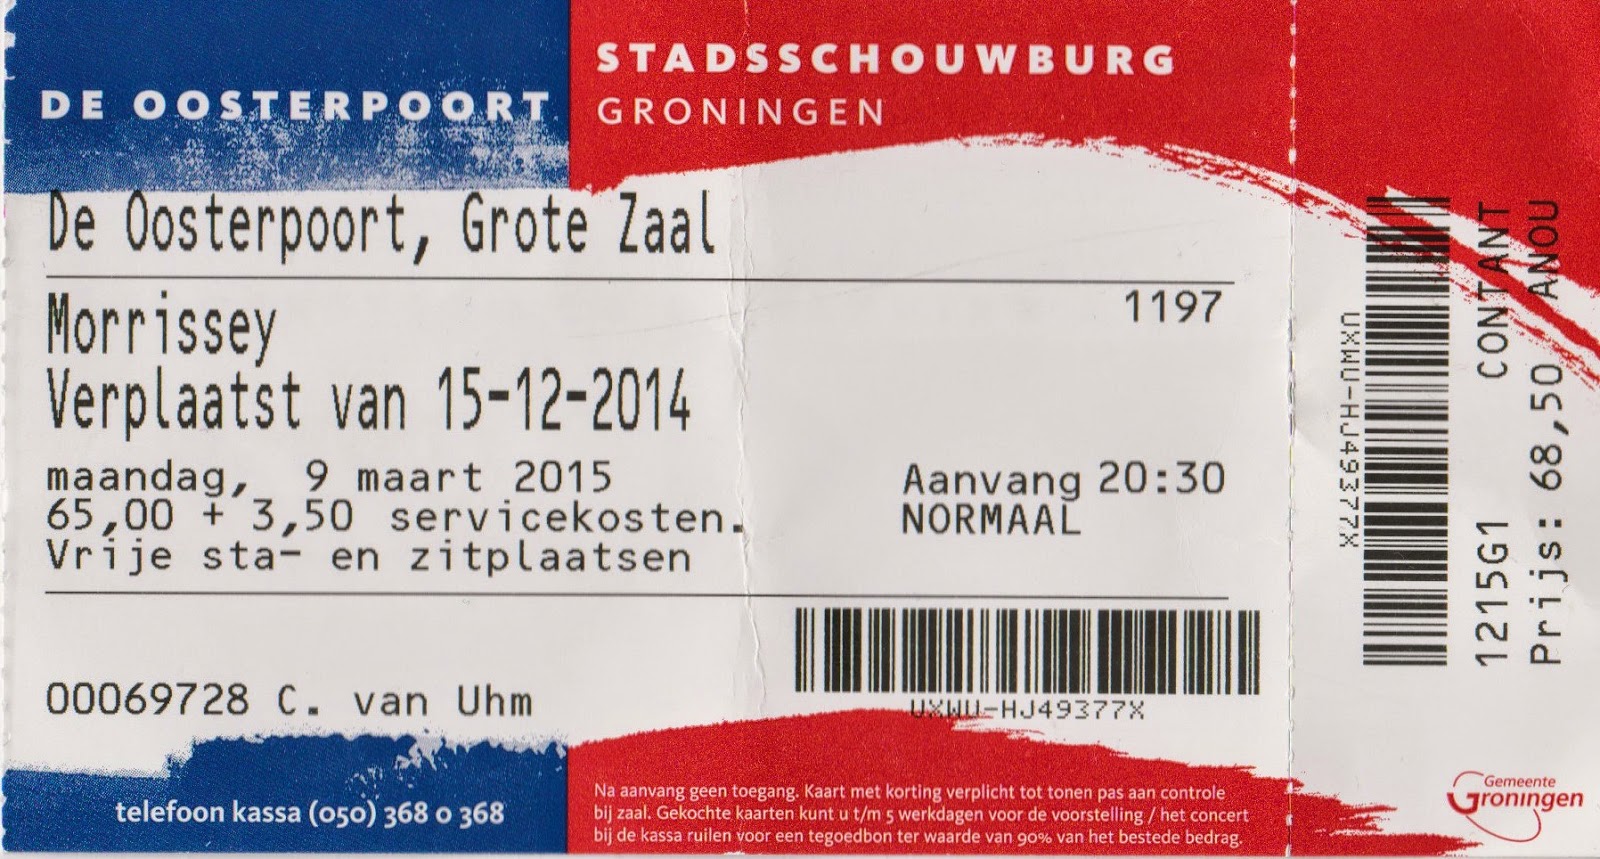 DE OOSTERPOORT
STADSSCHOUWBURG
GRONINGEN
De Oosterpoort, Grote Zaal
Morrissey
1197
Verplaatst van 15-12-2014
maandag, 9 maart 2015
Aanvang 20:30
65,00 + 3,50 servicekosten.
NORMAAL
Vrije sta- en zitplaatsen
00069728 C. van Uhm
UXWU-HJ49377X
telefoon kassa (050) 368 0 368
Na aanvang geen toegang. Kaart met korting verplicht tot tonen pas aan controle
bij zaal. Gekochte kaarten kunt u t/m 5 werkdagen voor de voorstelling / het concert
bij de kassa ruilen voor een tegoedbon ter waarde van 90% van het bestede bedrag.
UXWU-HJ49377X
1215G1 CONTANT
Prijs: 68,50 ANOU
Gemeente
Groningen